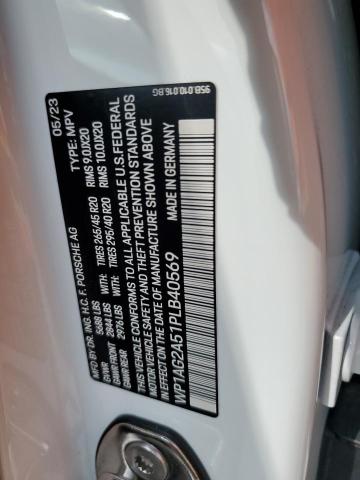 05/23
95B.010.016.BG
DR. ING. H.C. F. PORSCHE AG
TYPE: MPV
GVWR 5688 LBS WITH TIRES 265/45 R20 RIMS 9.0JX20
GAWR FRONT 2844 LBS WITH TIRES 295/40 R20 RIMS 10.0JX20
GAWR REAR 2976 LBS
THIS VEHICLE CONFORMS TO ALL APPLICABLE U.S. FEDERAL
MOTOR VEHICLE SAFETY AND THEFT PREVENTION STANDARDS
IN EFFECT ON THE DATE OF MANUFACTURE SHOWN ABOVE
WP1AG2A51PLB40569 MADE IN GERMANY